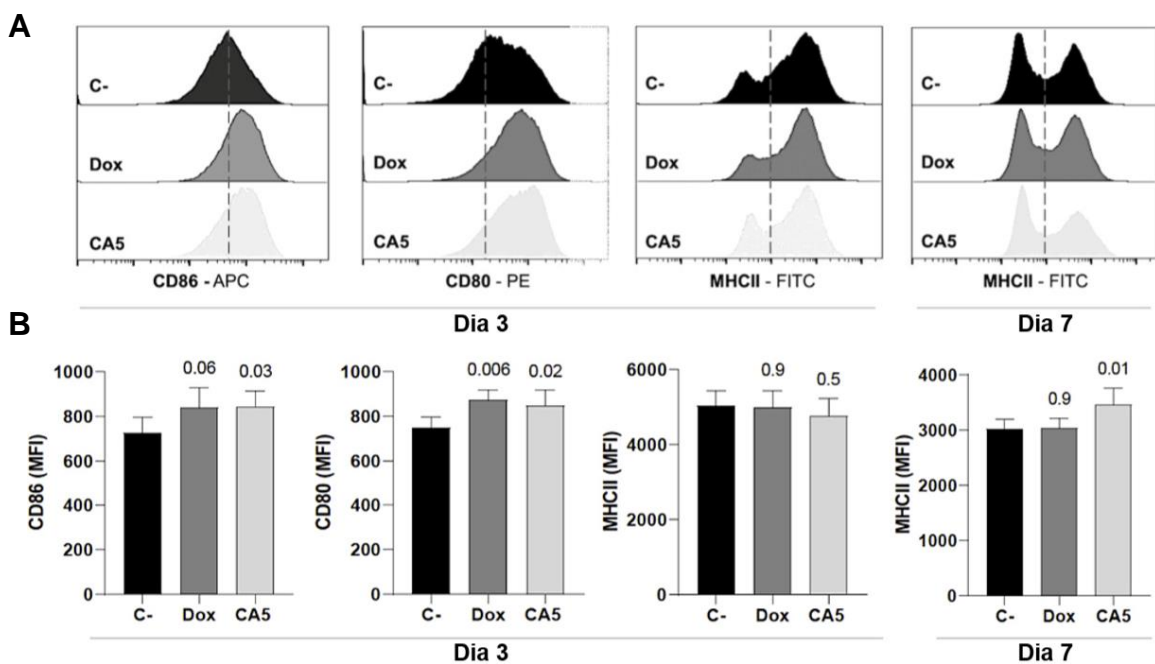 A
C-
Dox
CA5
CD86 - APC
C-
Dox
CA5
CD80 - PE
C-
Dox
CA5
MHCII - FITC
C-
Dox
CA5
MHCII - FITC
Dia 3
Dia 7
B
CD86 (MFI)
1000
800
600
400
200
0
0.06
0.03
C- Dox CA5
CD80 (MFI)
1000
800
600
400
200
0
0.006
0.02
C- Dox CA5
MHCII (MFI)
6000
4000
2000
0
0.9
0.5
C- Dox CA5
MHCII (MFI)
4000
3000
2000
1000
0
0.9
0.01
C- Dox CA5
Dia 3
Dia 7